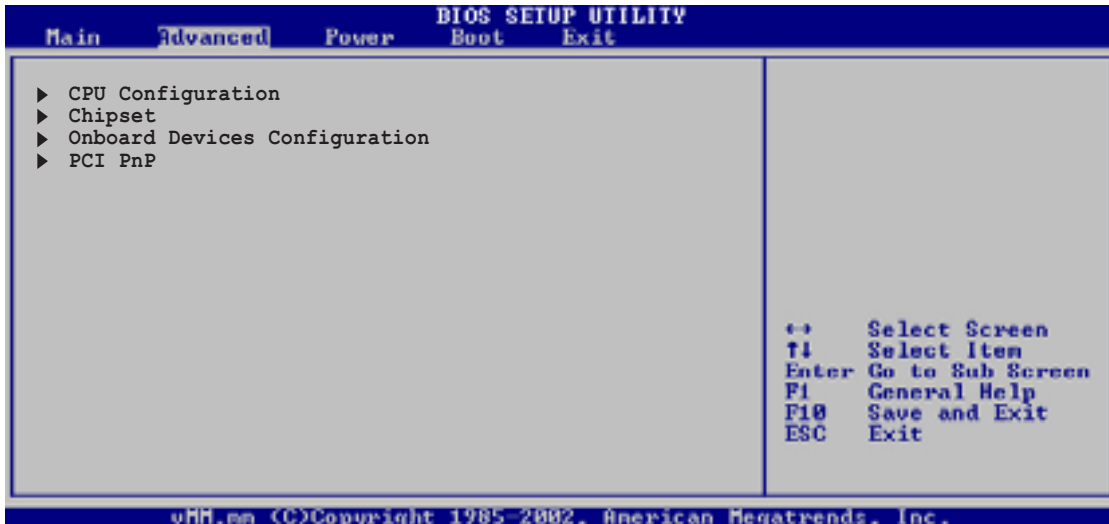 BIOS SETUP UTILITY
Main Advanced Power Boot Exit
CPU Configuration
Chipset
Onboard Devices Configuration
PCI PnP
↔ Select Screen
↑↓ Select Item
Enter Go to Sub Screen
F1 General Help
F10 Save and Exit
ESC Exit
vMM.mm (C)Copyright 1985-2002, American Megatrends, Inc.